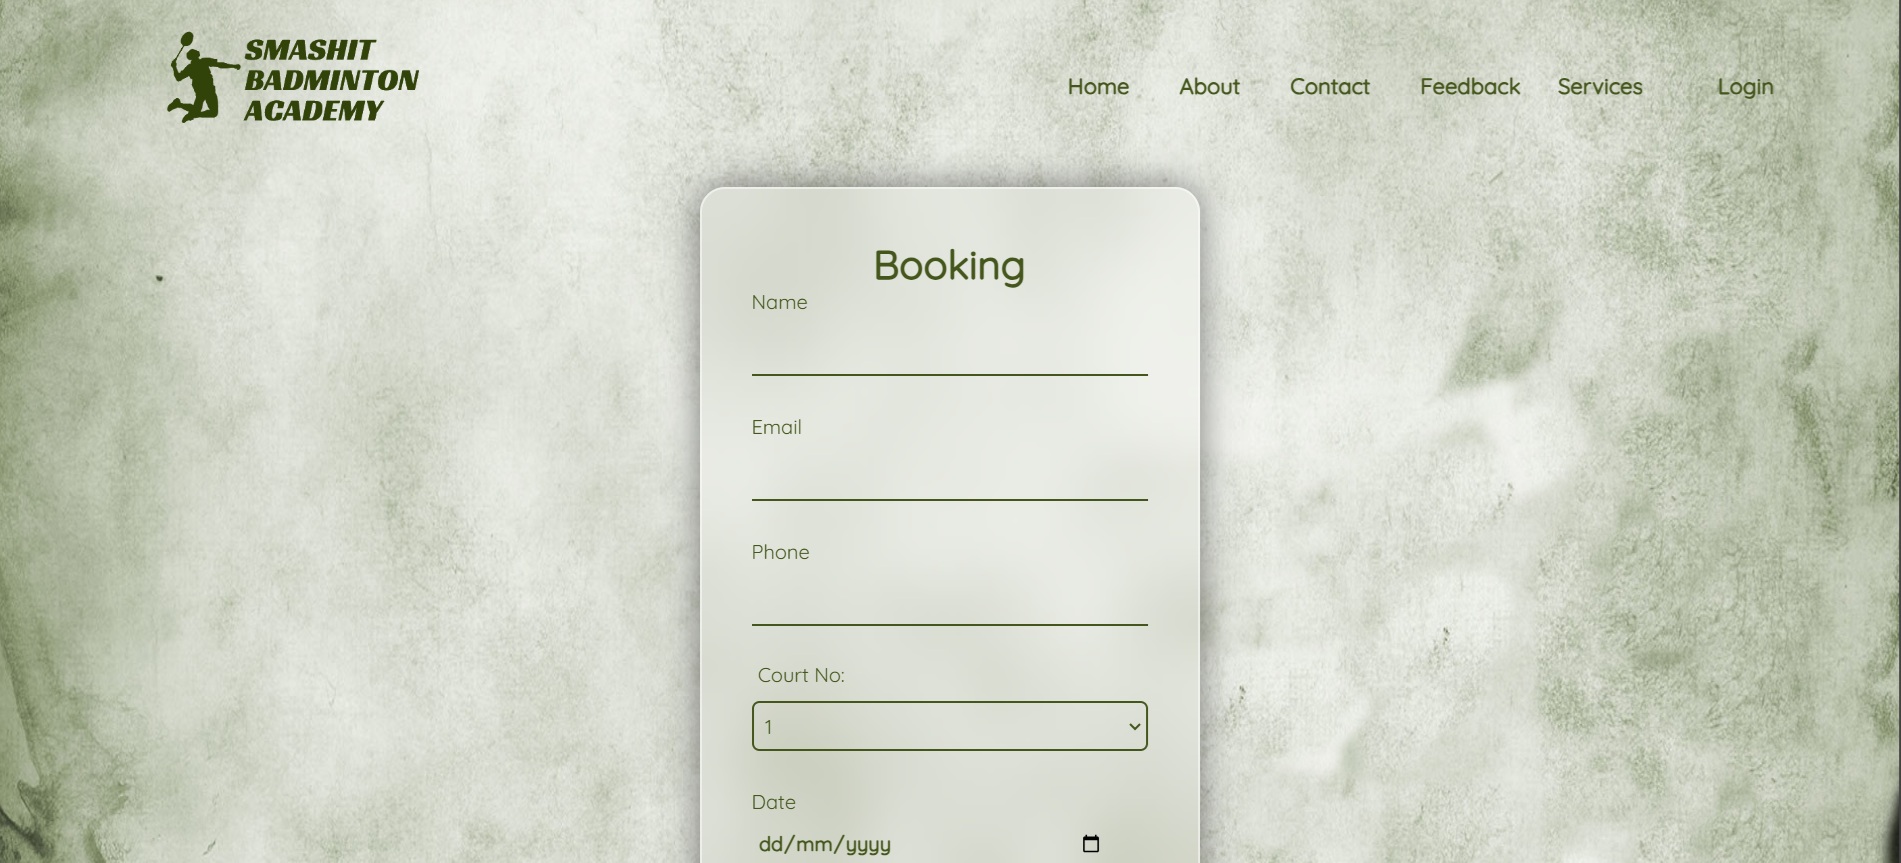 SMASHIT
BADMINTON
ACADEMY
Home About Contact Feedback Services Login
Booking
Name
Email
Phone
Court No:
1
Date
dd/mm/yyyy